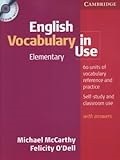 CAMBRIDGE
English
Vocabulary in Use
Elementary
60 units of
vocabulary
reference and
practice
Self-study and
classroom use
with answers
Michael McCarthy
Felicity O'Dell